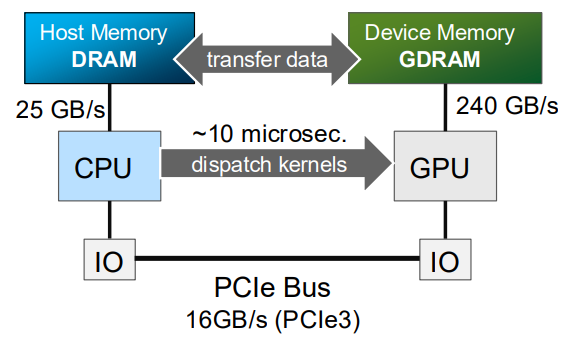 Host Memory
DRAM
transfer data
Device Memory
GDRAM
25 GB/s
240 GB/s
~10 microsec.
CPU
dispatch kernels
GPU
IO
IO
PCIe Bus
16GB/s (PCIe3)